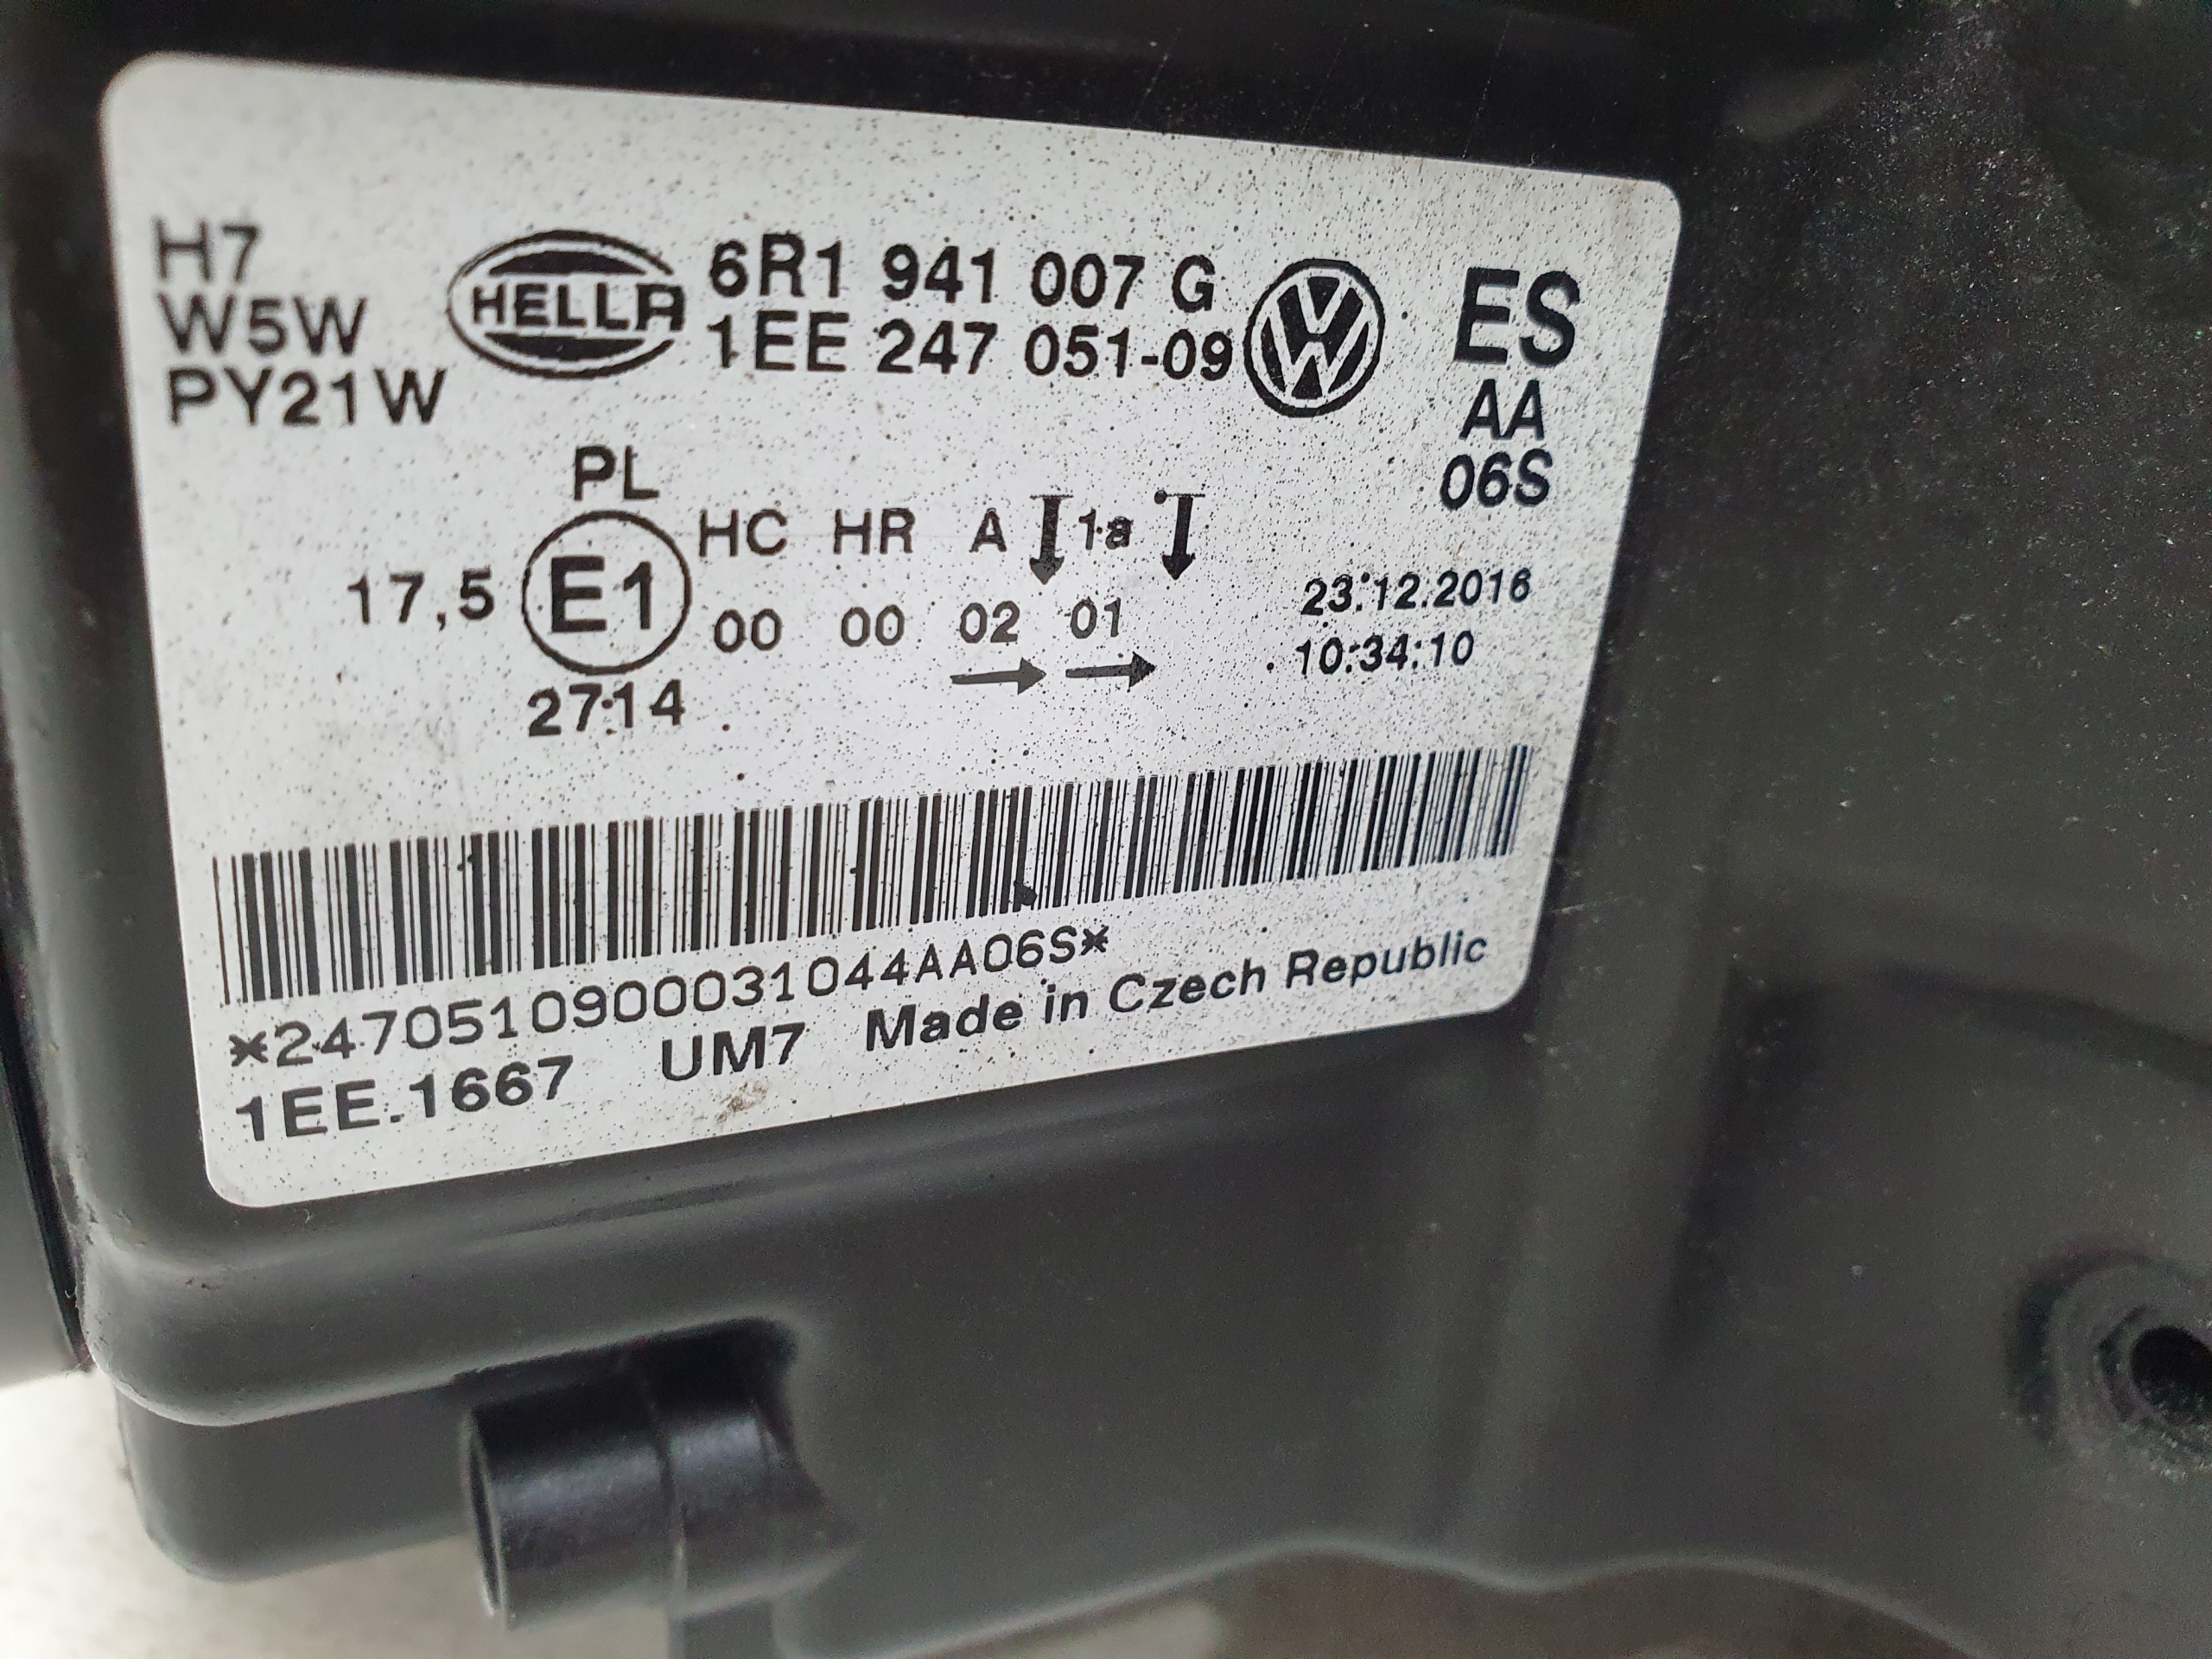 H7
W5W
PY21W
HELLA
6R1 941 007 G
1EE 247 051-09
ES
AA
06S
PL
HC HR A 1a
17,5 E1 00 00 02 01
2714
23.12.2016
10:34:10
*2470510900031044AA06S*
1EE.1667 UM7 Made in Czech Republic